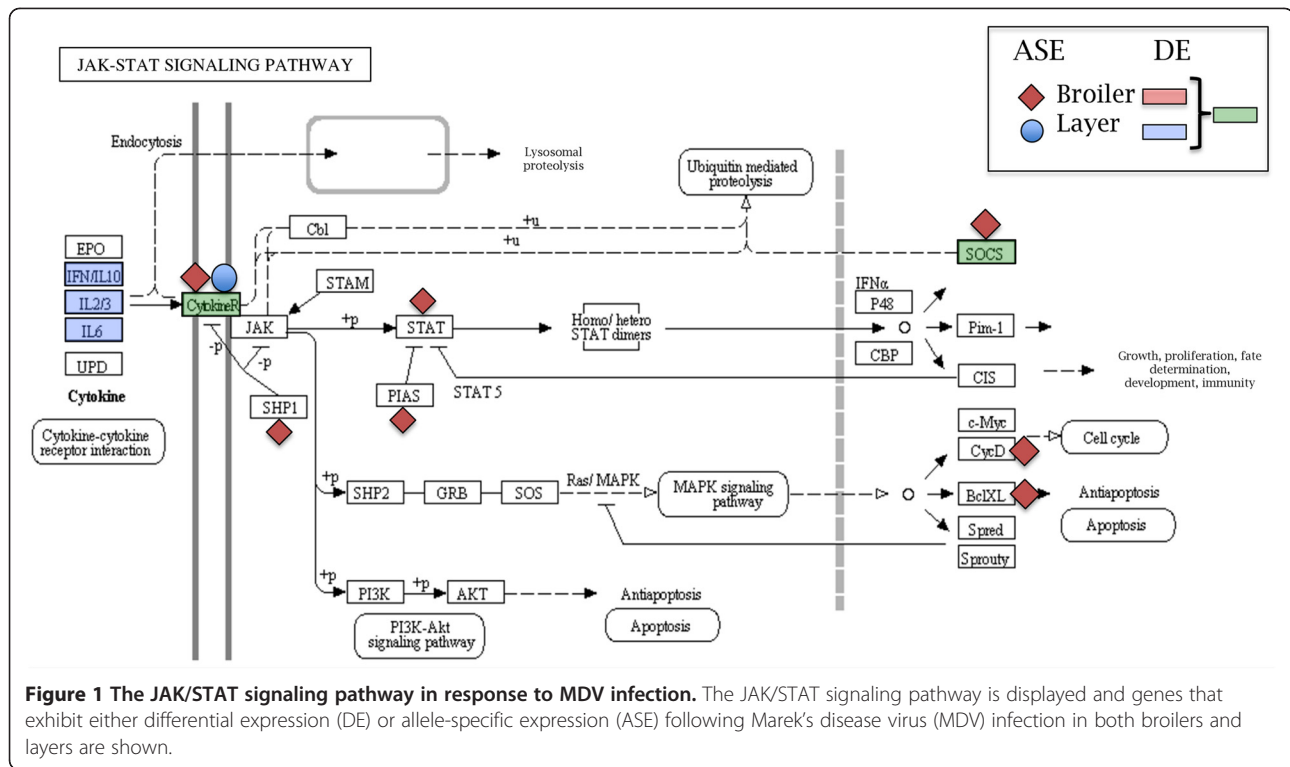 JAK-STAT SIGNALING PATHWAY
ASE DE
Broiler
Layer
Endocytosis
Lysosomal
proteolysis
Ubiquitin mediated
proteolysis
Cbl
+u
+u
EPO
IFN/IL10
IL2/3
IL6
UPD
Cytokine
Cytokine-cytokine
receptor interaction
CytokineR
STAM
JAK
+p
STAT
Homo/ hetero
STAT dimers
-p
-p
SHP1
PIAS
STAT 5
SOCS
IFNα
P48
CBP
Pim-1
CIS
Growth, proliferation, fate
determination,
development, immunity
c-Myc
CycD
Cell cycle
BclXL
Antiapoptosis
Apoptosis
Spred
Sprouty
+p
SHP2
GRB
SOS
Ras/ MAPK
MAPK signaling
pathway
+p
PI3K
+p
AKT
Antiapoptosis
Apoptosis
PI3K-Akt
signaling pathway
Figure 1 The JAK/STAT signaling pathway in response to MDV infection. The JAK/STAT signaling pathway is displayed and genes that
exhibit either differential expression (DE) or allele-specific expression (ASE) following Marek's disease virus (MDV) infection in both broilers and
layers are shown.